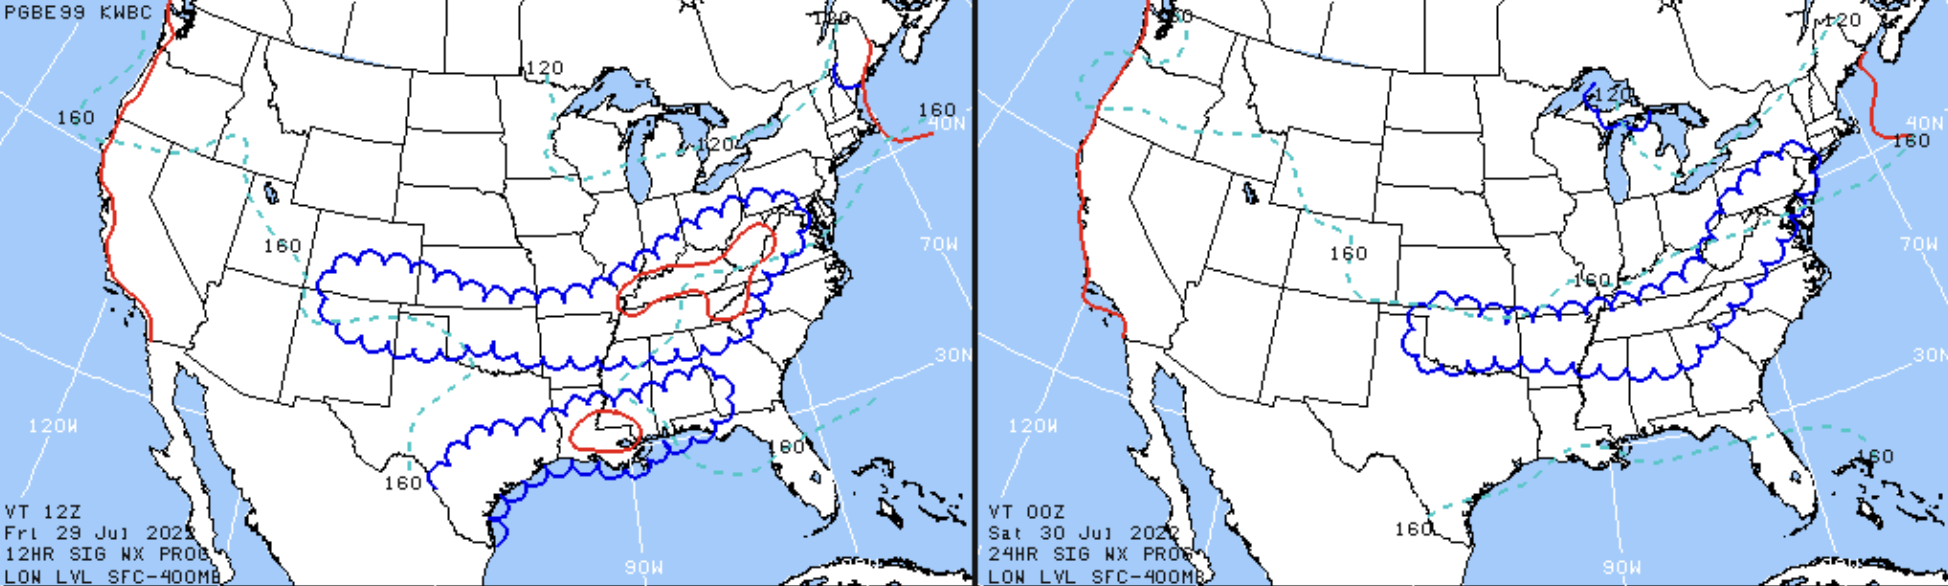 PGBE99 KWBC
120
120
160
160
40N
120
70W
160
30N
120W
160
160
VT 12Z
Fri 29 Jul 2022
12HR SIG WX PROG
LOW LVL SFC-400MB
90W
160
120
120
40N
160
70W
160
160
30N
120W
160
160
VT 00Z
Sat 30 Jul 2022
24HR SIG WX PROG
LOW LVL SFC-400MB
90W